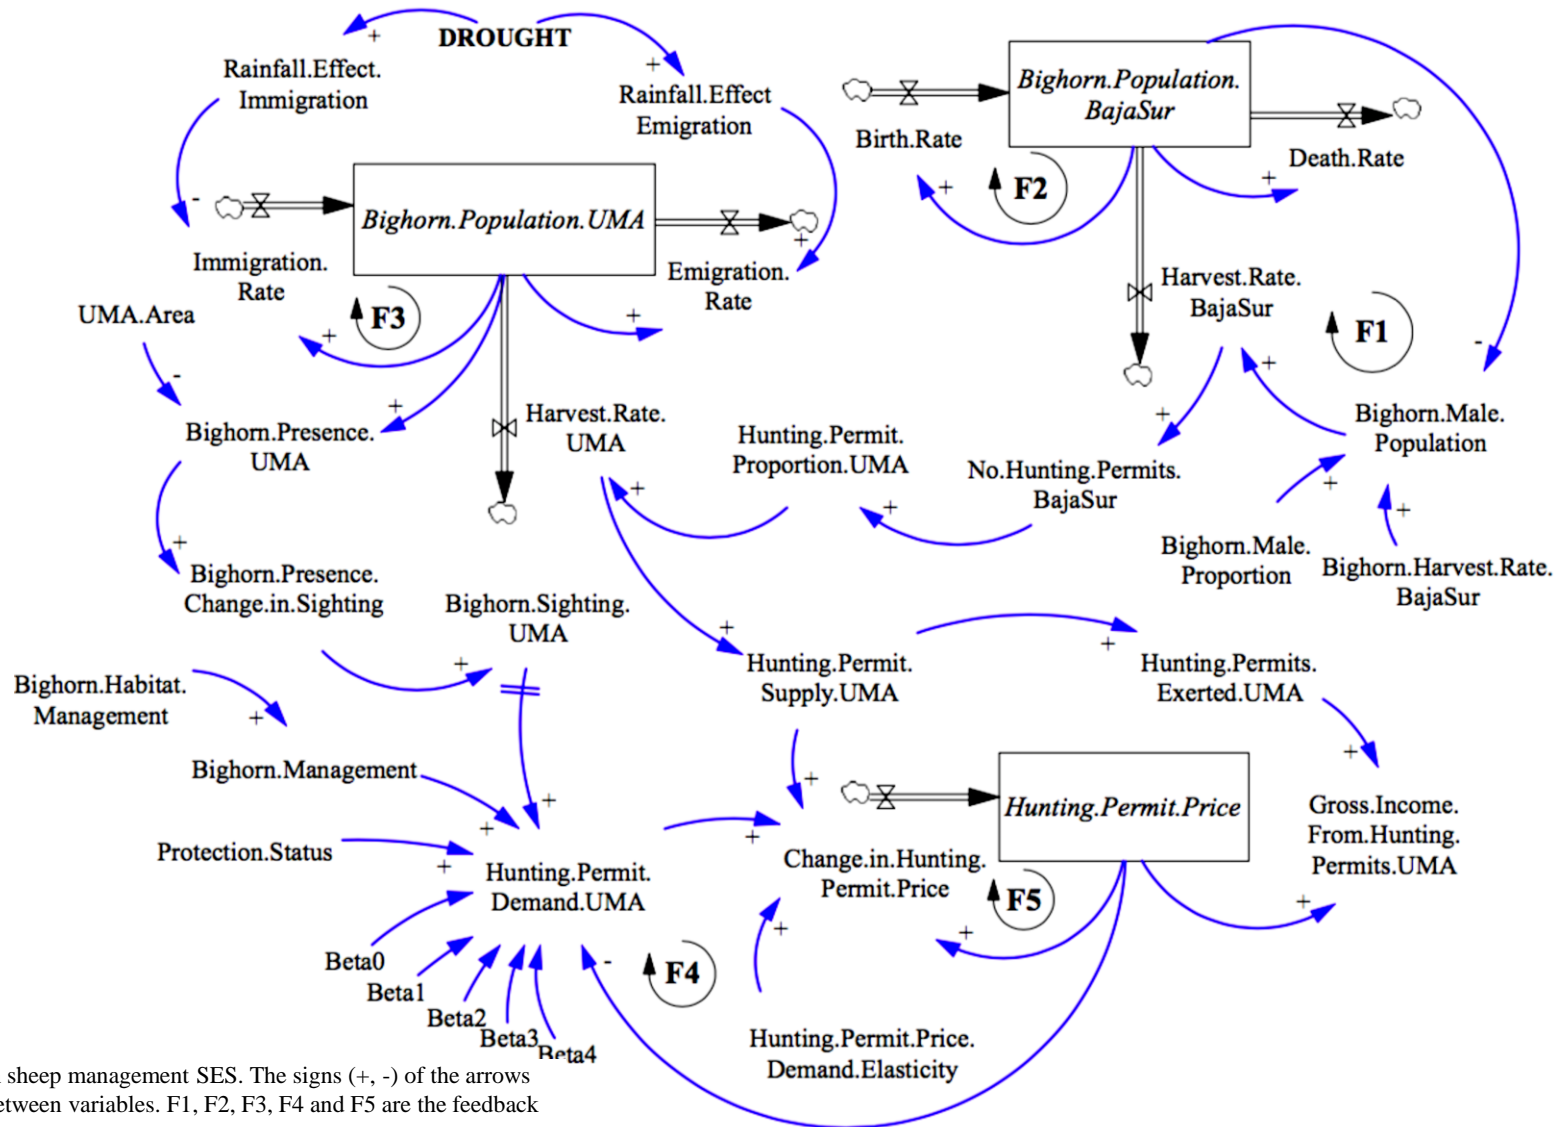 DROUGHT
Rainfall.Effect.
Immigration
+
+
Rainfall.Effect
Emigration
Bighorn.Population.
BajaSur
Birth.Rate
Death.Rate
+
+
F2
-
Bighorn.Population.UMA
+
Immigration.
Rate
Emigration.
Rate
UMA.Area
F3
+
+
-
+
Harvest.Rate.
BajaSur
F1
-
+
Bighorn.Presence.
UMA
Harvest.Rate.
UMA
Hunting.Permit.
Proportion.UMA
+
No.Hunting.Permits.
BajaSur
Bighorn.Male.
Population
+
+
+
+
Bighorn.Male.
Proportion
Bighorn.Harvest.Rate.
BajaSur
+
Bighorn.Presence.
Change.in.Sighting
Bighorn.Sighting.
UMA
+
+
Hunting.Permit.
Supply.UMA
+
Hunting.Permits.
Exerted.UMA
Bighorn.Habitat.
Management
+
Bighorn.Management
+
+
+
+
Hunting.Permit.Price
Gross.Income.
From.Hunting.
Permits.UMA
Protection.Status
+
Hunting.Permit.
Demand.UMA
+
Change.in.Hunting.
Permit.Price
F5
+
+
+
Beta0
Beta1
Beta2
Beta3
Beta4
-
F4
Hunting.Permit.Price.
Demand.Elasticity
sheep management SES. The signs (+, -) of the arrows
etween variables. F1, F2, F3, F4 and F5 are the feedback